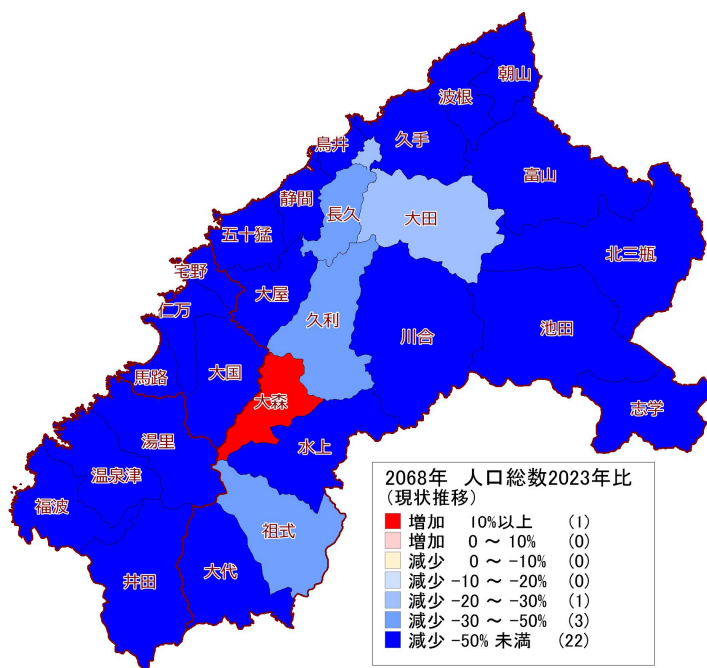 朝山
波根
久手
鳥井
富山
静間
長久
大田
五十猛
北三瓶
宅野
大屋
仁万
久利
池田
川合
馬路
大国
大森
志学
湯里
水上
温泉津
福波
祖式
井田
大代
2068年 人口総数2023年比
(現状推移)
増加 10%以上 (1)
増加 0 ~ 10% (0)
減少 0 ~ -10% (0)
減少 -10 ~ -20% (0)
減少 -20 ~ -30% (1)
減少 -30 ~ -50% (3)
減少 -50% 未満 (22)